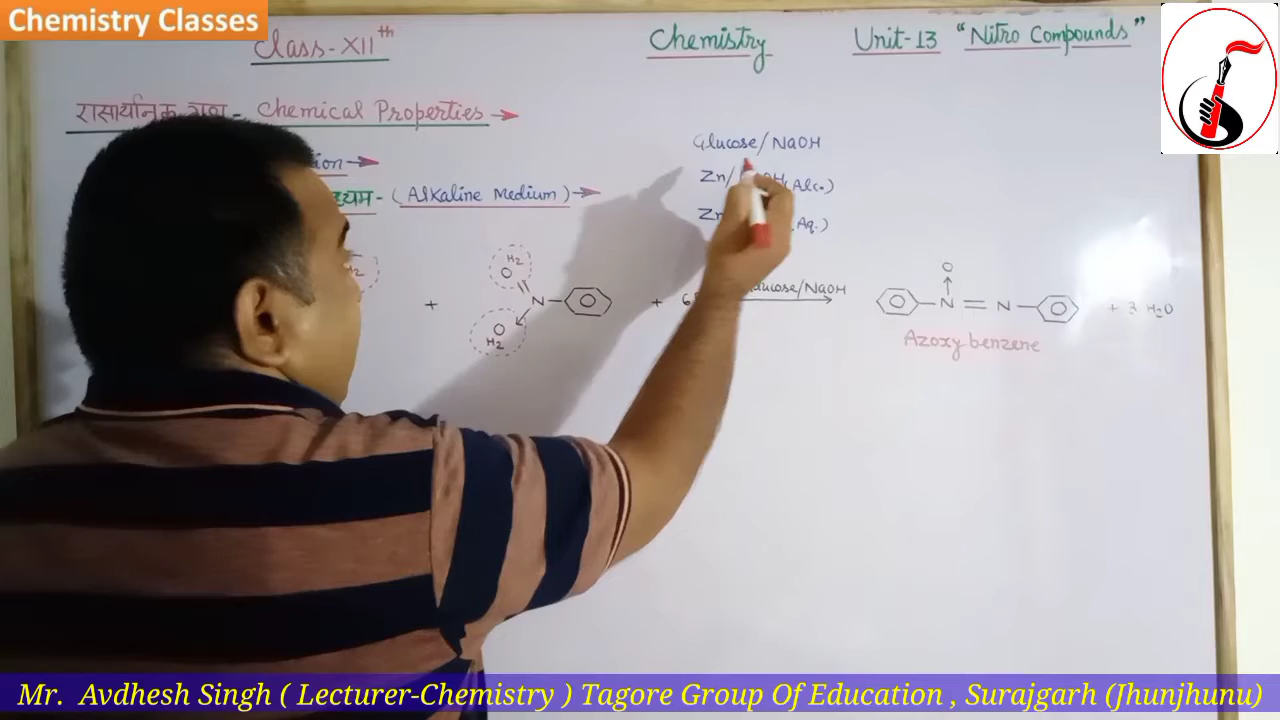 Chemistry Classes
Class-XIIth Chemistry Unit-13 "Nitro Compounds"
रासायनिक गुण - Chemical Properties →
Glucose/NaOH
Zn/ (Alc.)
(Alkaline Medium) →
Zn Aq.)
H2
O
H2
O
N
O
H2
+ + 6 Glucose/NaOH →
O
N = N
+ 3 H2O
Azoxy benzene
Mr. Avdhesh Singh ( Lecturer-Chemistry ) Tagore Group Of Education , Surajgarh (Jhunjhunu)